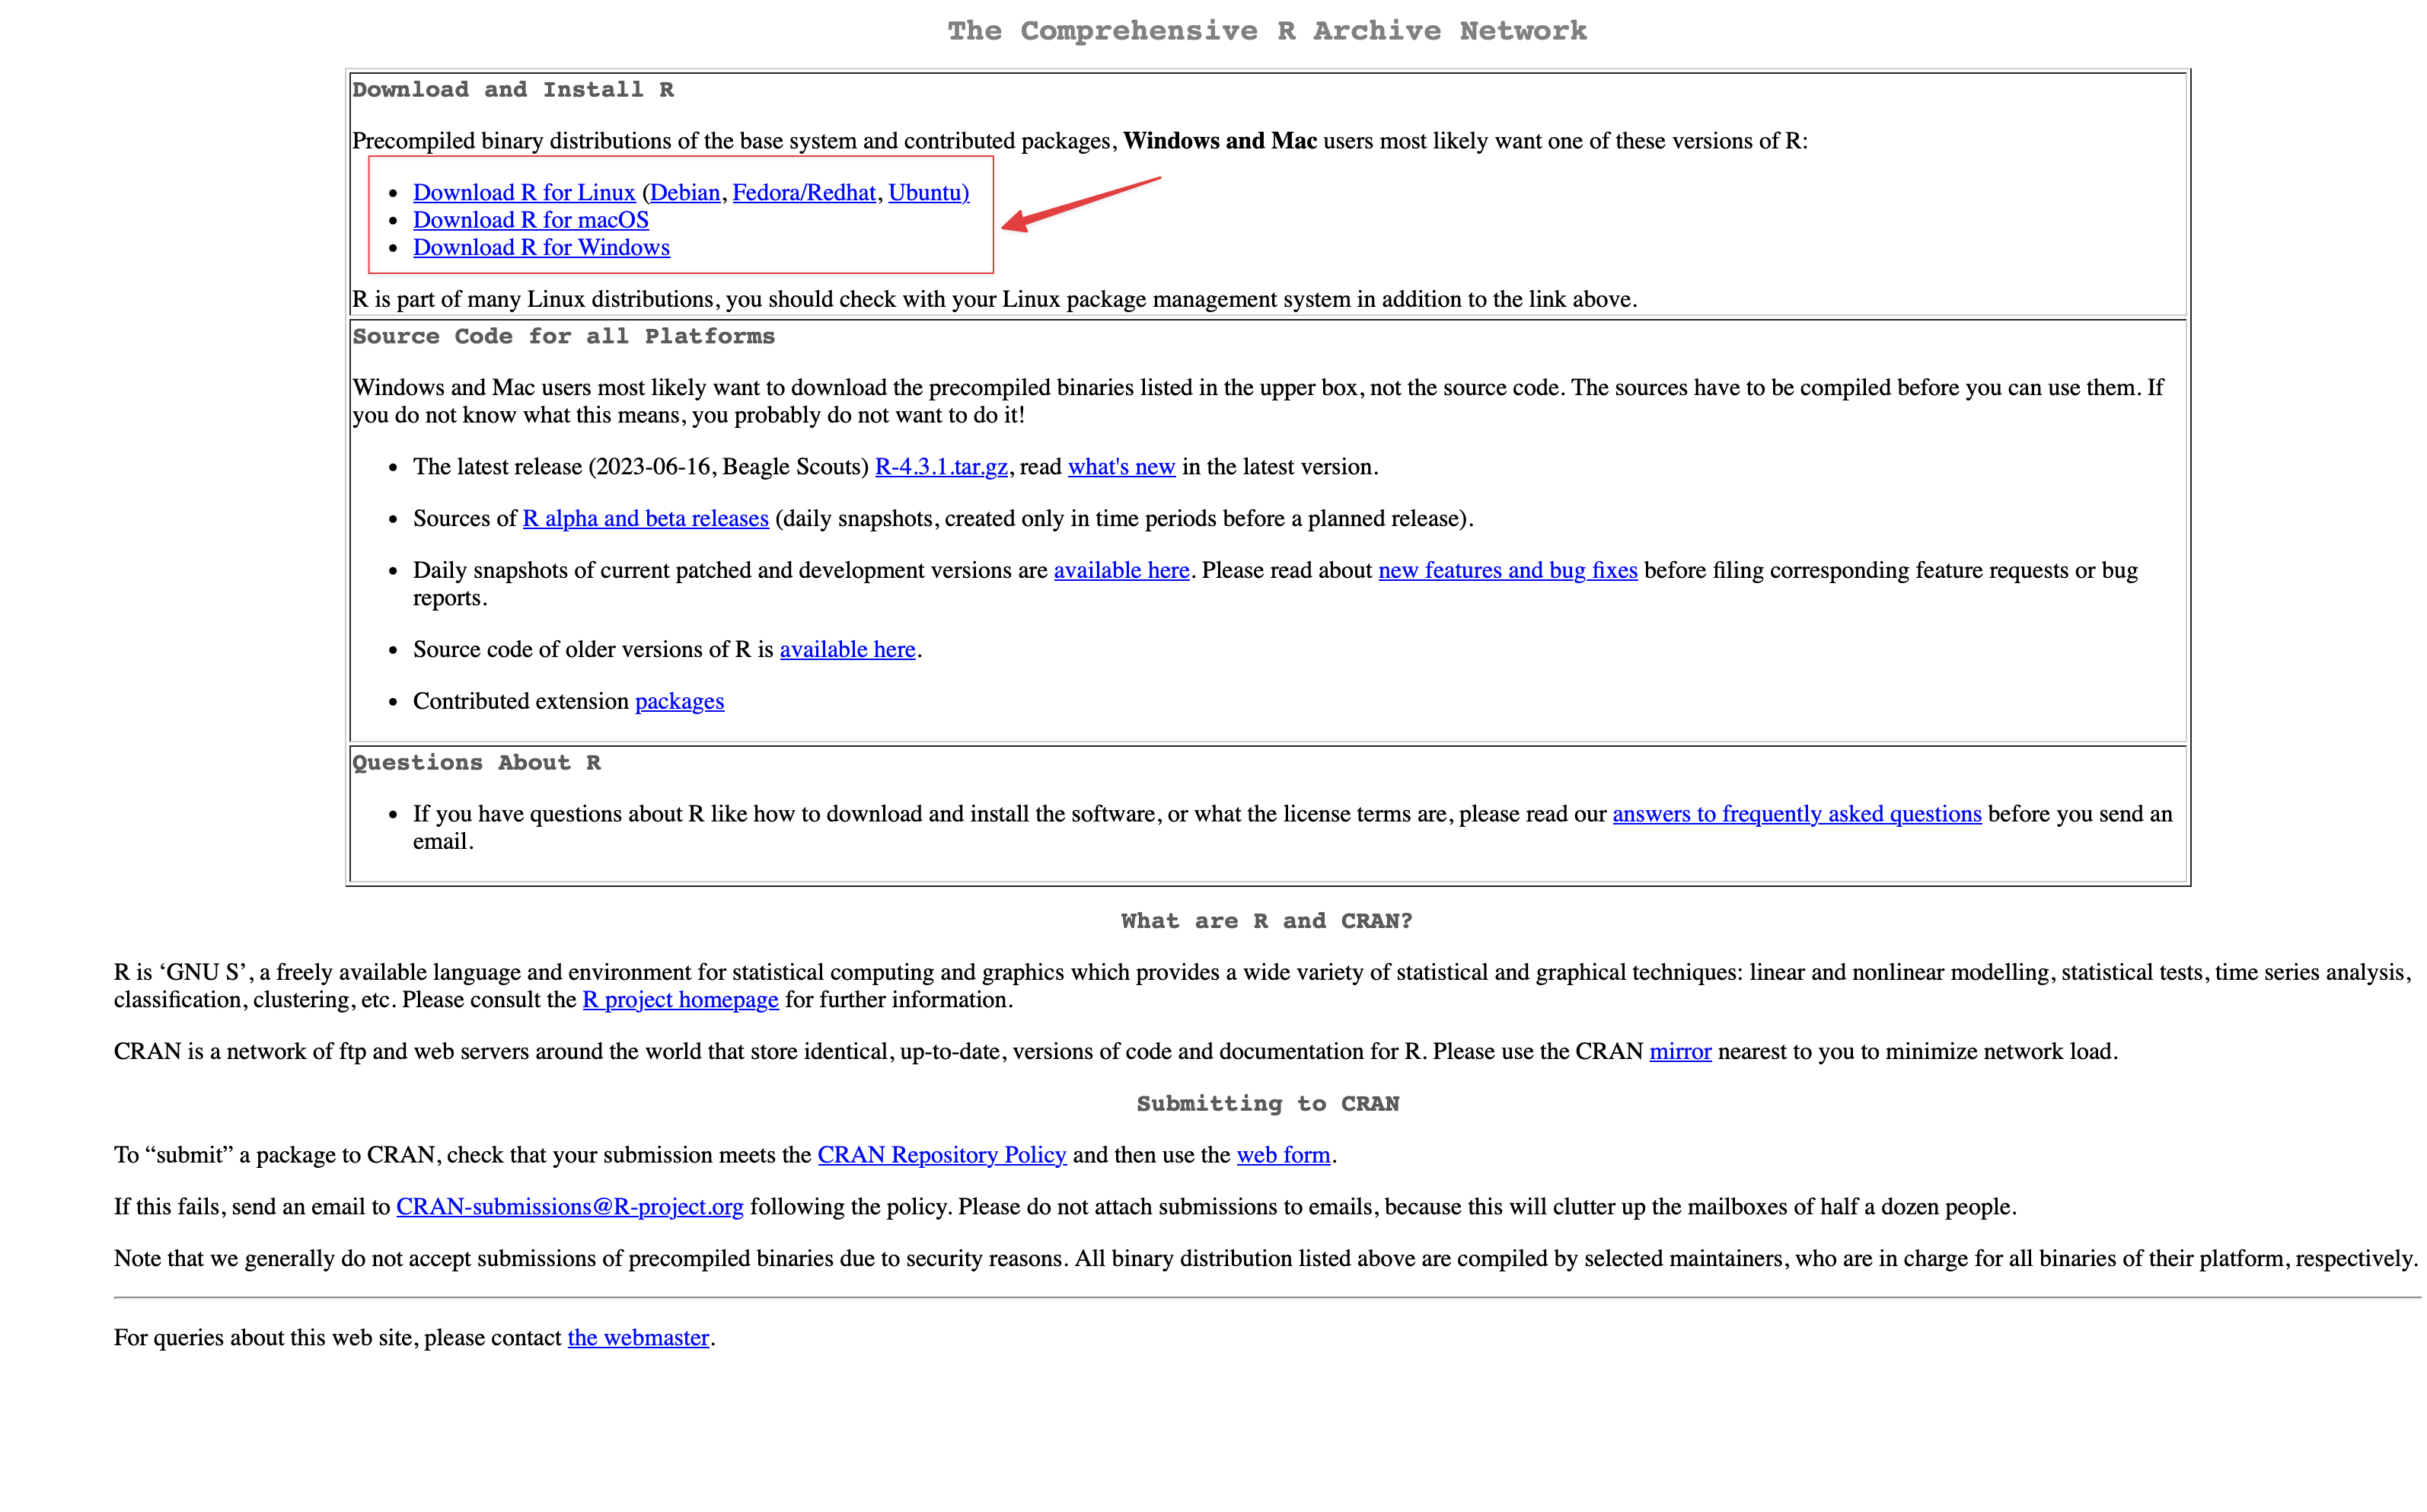 The Comprehensive R Archive Network
Download and Install R
Precompiled binary distributions of the base system and contributed packages, Windows and Mac users most likely want one of these versions of R:
Download R for Linux (Debian, Fedora/Redhat, Ubuntu)
Download R for macOS
Download R for Windows
R is part of many Linux distributions, you should check with your Linux package management system in addition to the link above.
Source Code for all Platforms
Windows and Mac users most likely want to download the precompiled binaries listed in the upper box, not the source code. The sources have to be compiled before you can use them. If
you do not know what this means, you probably do not want to do it!
The latest release (2023-06-16, Beagle Scouts) R-4.3.1.tar.gz, read what's new in the latest version.
Sources of R alpha and beta releases (daily snapshots, created only in time periods before a planned release).
Daily snapshots of current patched and development versions are available here. Please read about new features and bug fixes before filing corresponding feature requests or bug
reports.
Source code of older versions of R is available here.
Contributed extension packages
Questions About R
If you have questions about R like how to download and install the software, or what the license terms are, please read our answers to frequently asked questions before you send an
email.
What are R and CRAN?
R is ‘GNU S’, a freely available language and environment for statistical computing and graphics which provides a wide variety of statistical and graphical techniques: linear and nonlinear modelling, statistical tests, time series analysis,
classification, clustering, etc. Please consult the R project homepage for further information.
CRAN is a network of ftp and web servers around the world that store identical, up-to-date, versions of code and documentation for R. Please use the CRAN mirror nearest to you to minimize network load.
Submitting to CRAN
To “submit” a package to CRAN, check that your submission meets the CRAN Repository Policy and then use the web form.
If this fails, send an email to CRAN-submissions@R-project.org following the policy. Please do not attach submissions to emails, because this will clutter up the mailboxes of half a dozen people.
Note that we generally do not accept submissions of precompiled binaries due to security reasons. All binary distribution listed above are compiled by selected maintainers, who are in charge for all binaries of their platform, respectively.
For queries about this web site, please contact the webmaster.